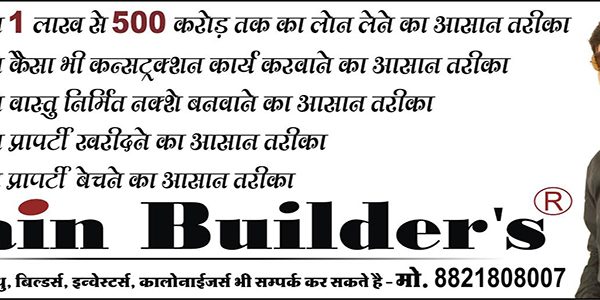 1 लाख से 500 करोड़ तक का लोन लेने का आसान तरीका
कैसा भी कन्सट्रक्शन कार्य करवाने का आसान तरीका
वास्तु निर्मित नक्शे बनवाने का आसान तरीका
प्रापर्टी खरीदने का आसान तरीका
प्रापर्टी बेचने का आसान तरीका
ain Builder's ®
बिल्डर्स, इन्वेस्टर्स, कालोनाईजर्स भी सम्पर्क कर सकते है - मो. 8821808007